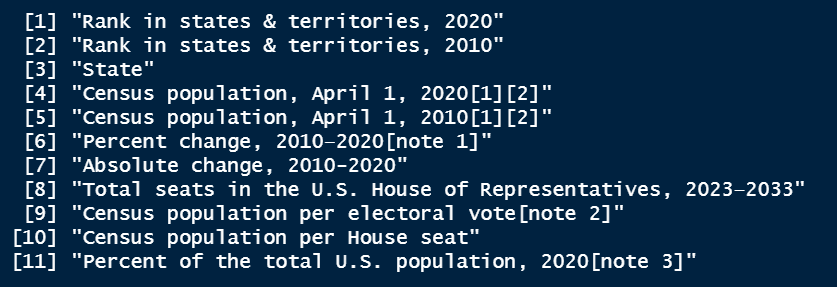 [1] "Rank in states & territories, 2020"
[2] "Rank in states & territories, 2010"
[3] "State"
[4] "Census population, April 1, 2020[1][2]"
[5] "Census population, April 1, 2010[1][2]"
[6] "Percent change, 2010–2020[note 1]"
[7] "Absolute change, 2010-2020"
[8] "Total seats in the U.S. House of Representatives, 2023–2033"
[9] "Census population per electoral vote[note 2]"
[10] "Census population per House seat"
[11] "Percent of the total U.S. population, 2020[note 3]"